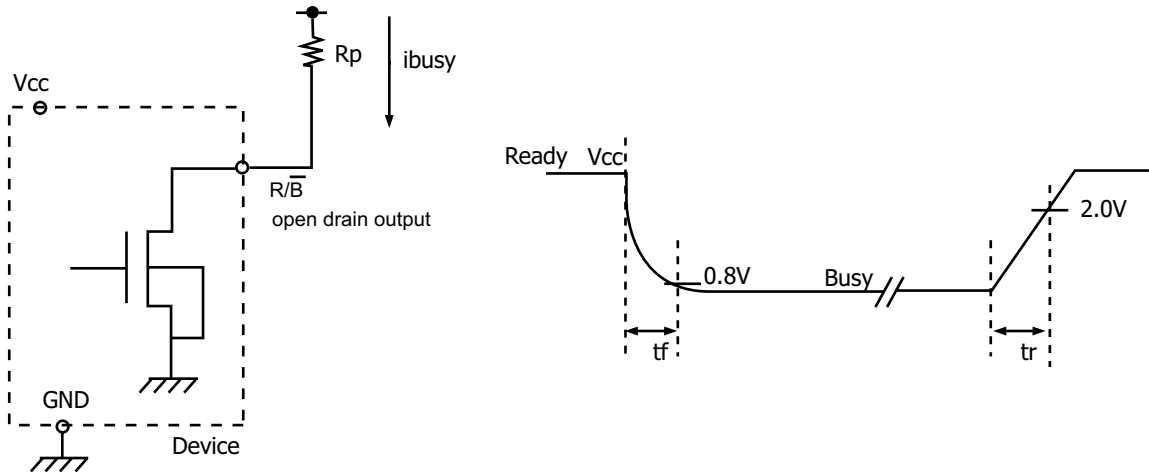 Rp
ibusy
Vcc
R/B̅
open drain output
GND
Device
Ready Vcc
2.0V
0.8V
Busy
tf
tr